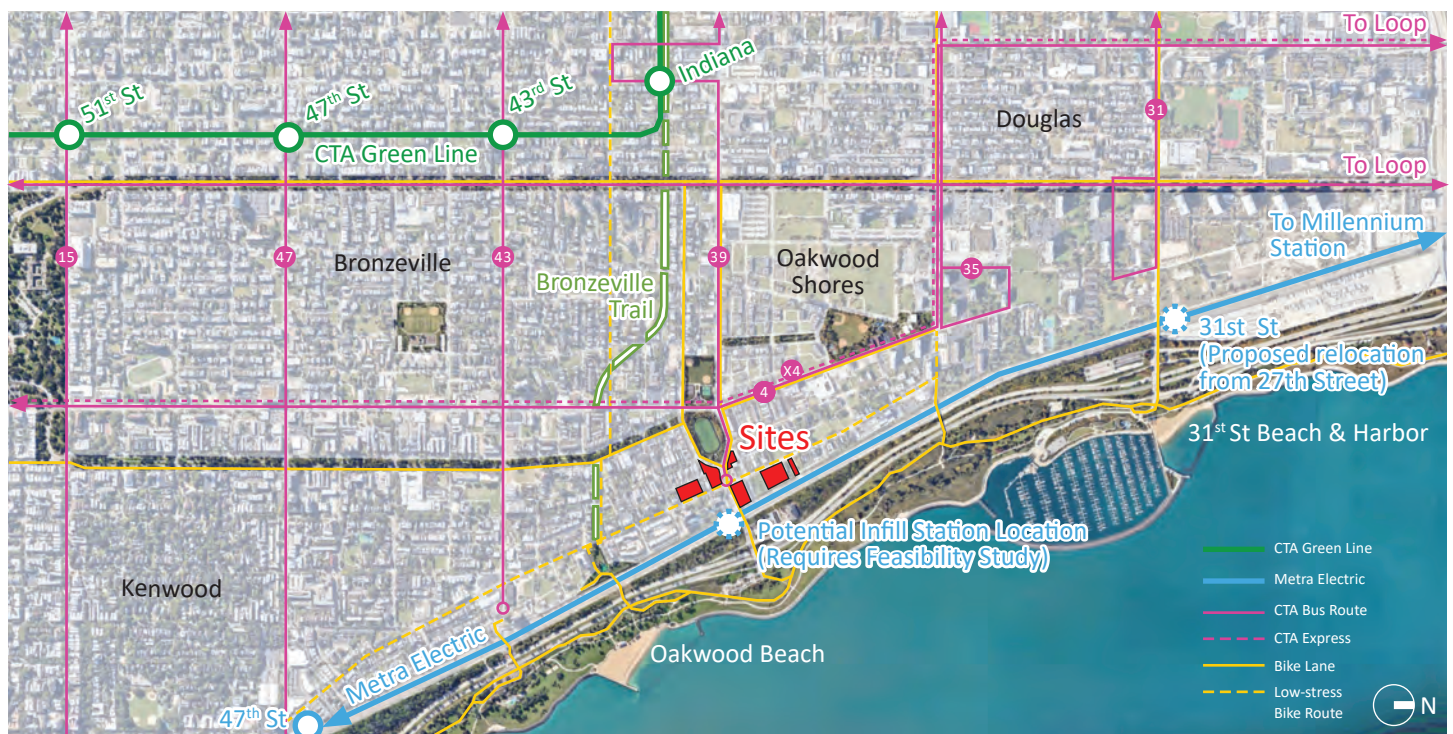 To Loop
Indiana
51st St
47th St
43rd St
31
Douglas
CTA Green Line
To Loop
To Millennium
Station
15
47
Bronzeville
43
39
Oakwood
Shores
35
Bronzeville
Trail
31st St
(Proposed relocation
from 27th Street)
X4
4
Sites
31st St Beach & Harbor
Potential Infill Station Location
(Requires Feasibility Study)
Kenwood
Oakwood Beach
Metra Electric
47th St
CTA Green Line
Metra Electric
CTA Bus Route
CTA Express
Bike Lane
Low-stress
Bike Route
N